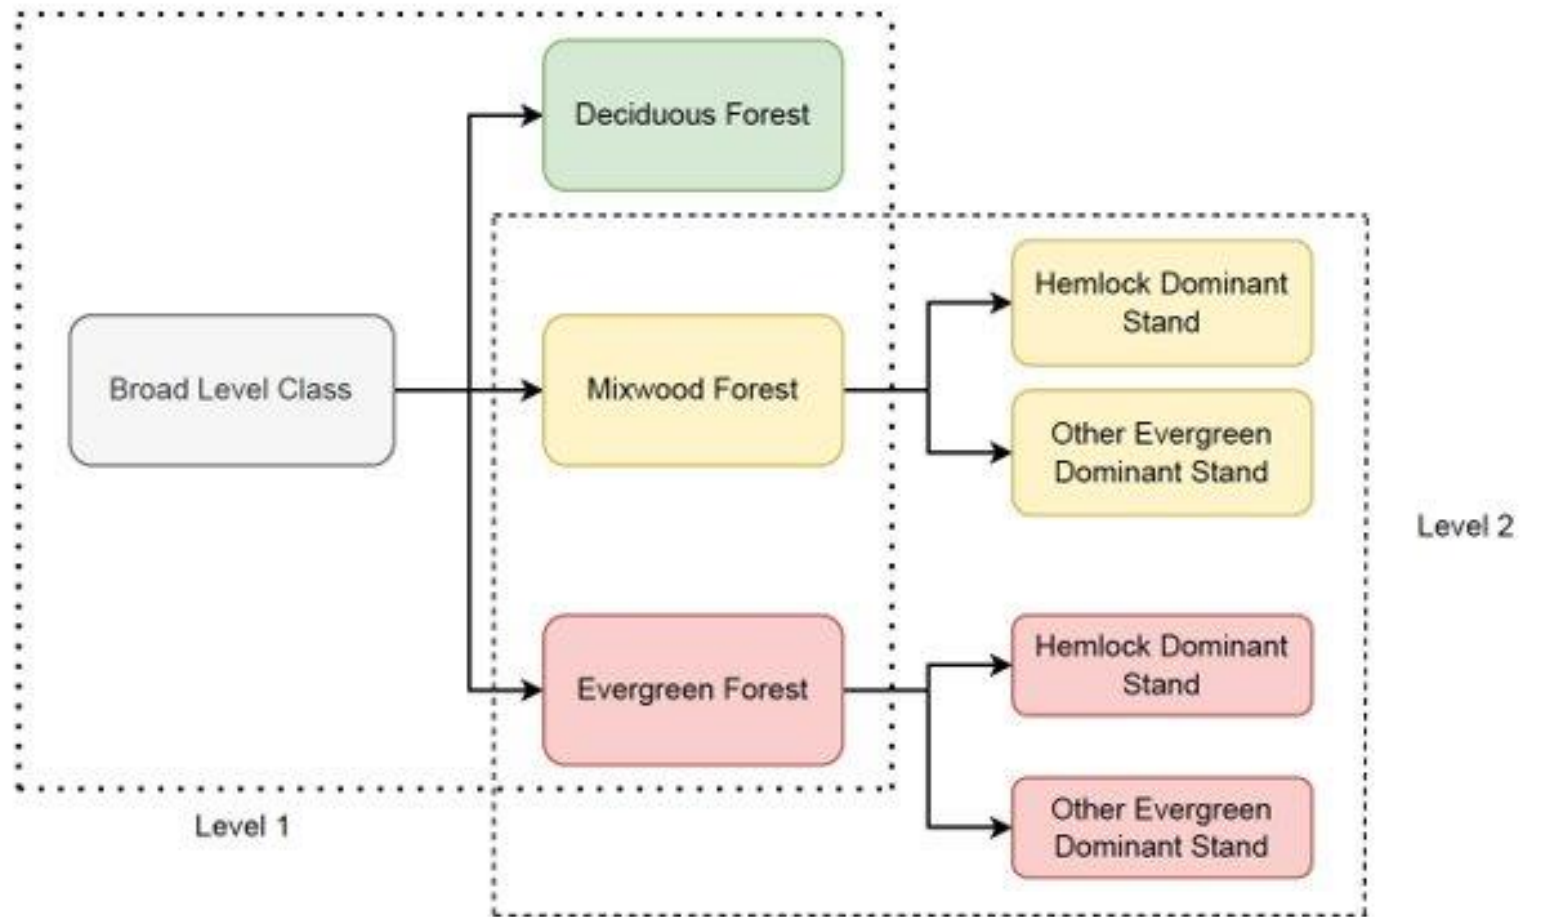 Deciduous Forest
Broad Level Class
Mixwood Forest
Hemlock Dominant
Stand
Other Evergreen
Dominant Stand
Level 2
Evergreen Forest
Hemlock Dominant
Stand
Other Evergreen
Dominant Stand
Level 1